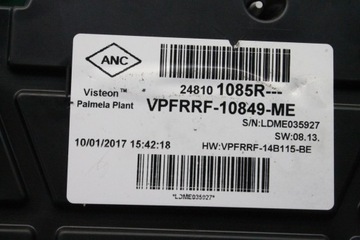 ANC
24810 1085R---
Visteon™
Palmela Plant
VPFRRF-10849-ME
S/N:LDME035927
SW:08.13.
10/01/2017 15:42:18
HW:VPFRRF-14B115-BE
*LDME035927*